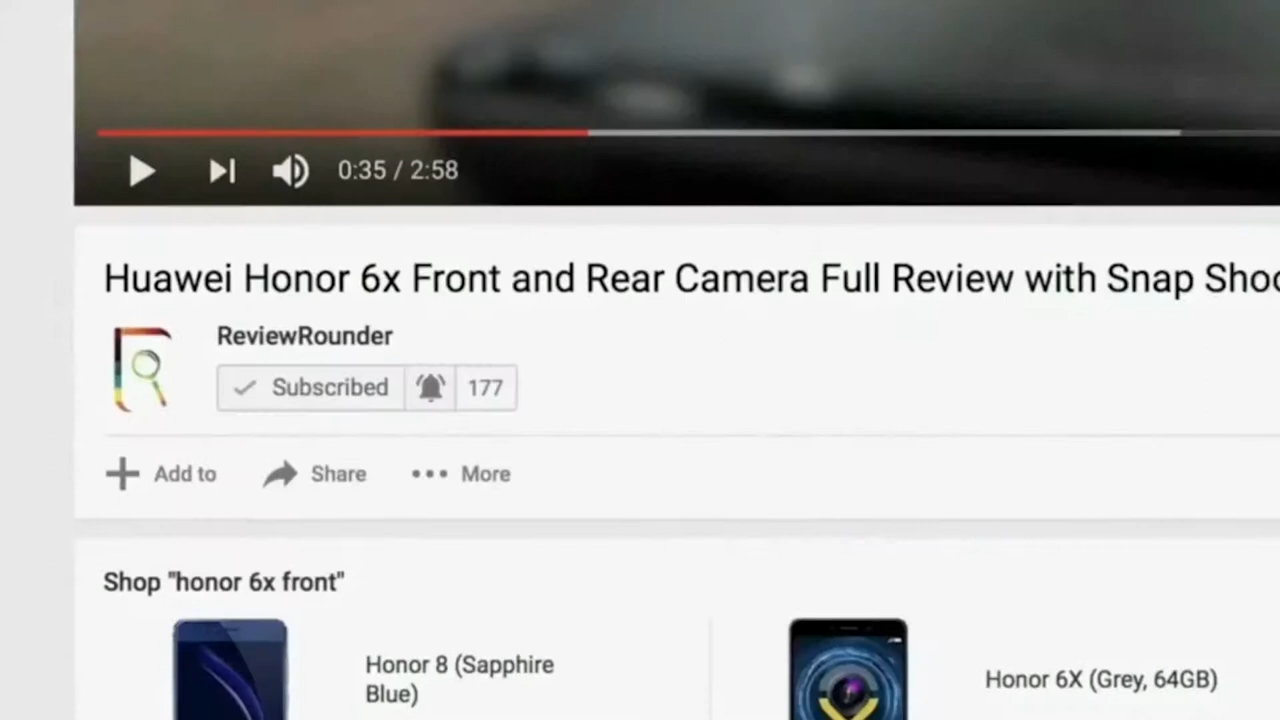 0:35 / 2:58
Huawei Honor 6x Front and Rear Camera Full Review with Snap
ReviewRounder
Subscribed 177
Add to Share More
Shop "honor 6x front"
Honor 8 (Sapphire
Blue)
Honor 6X (Grey, 64GB)